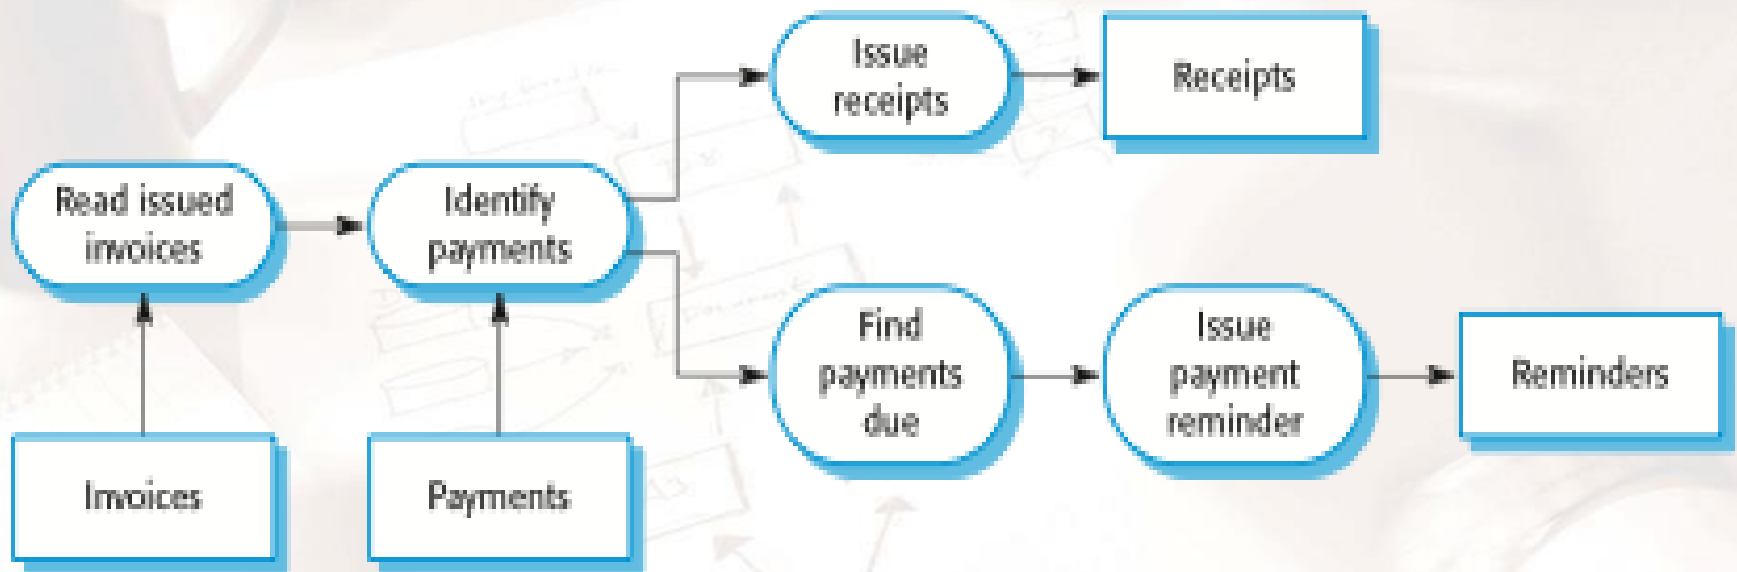 Issue
receipts
Receipts
Read issued
invoices
Identify
payments
Find
payments
due
Issue
payment
reminder
Reminders
Invoices
Payments